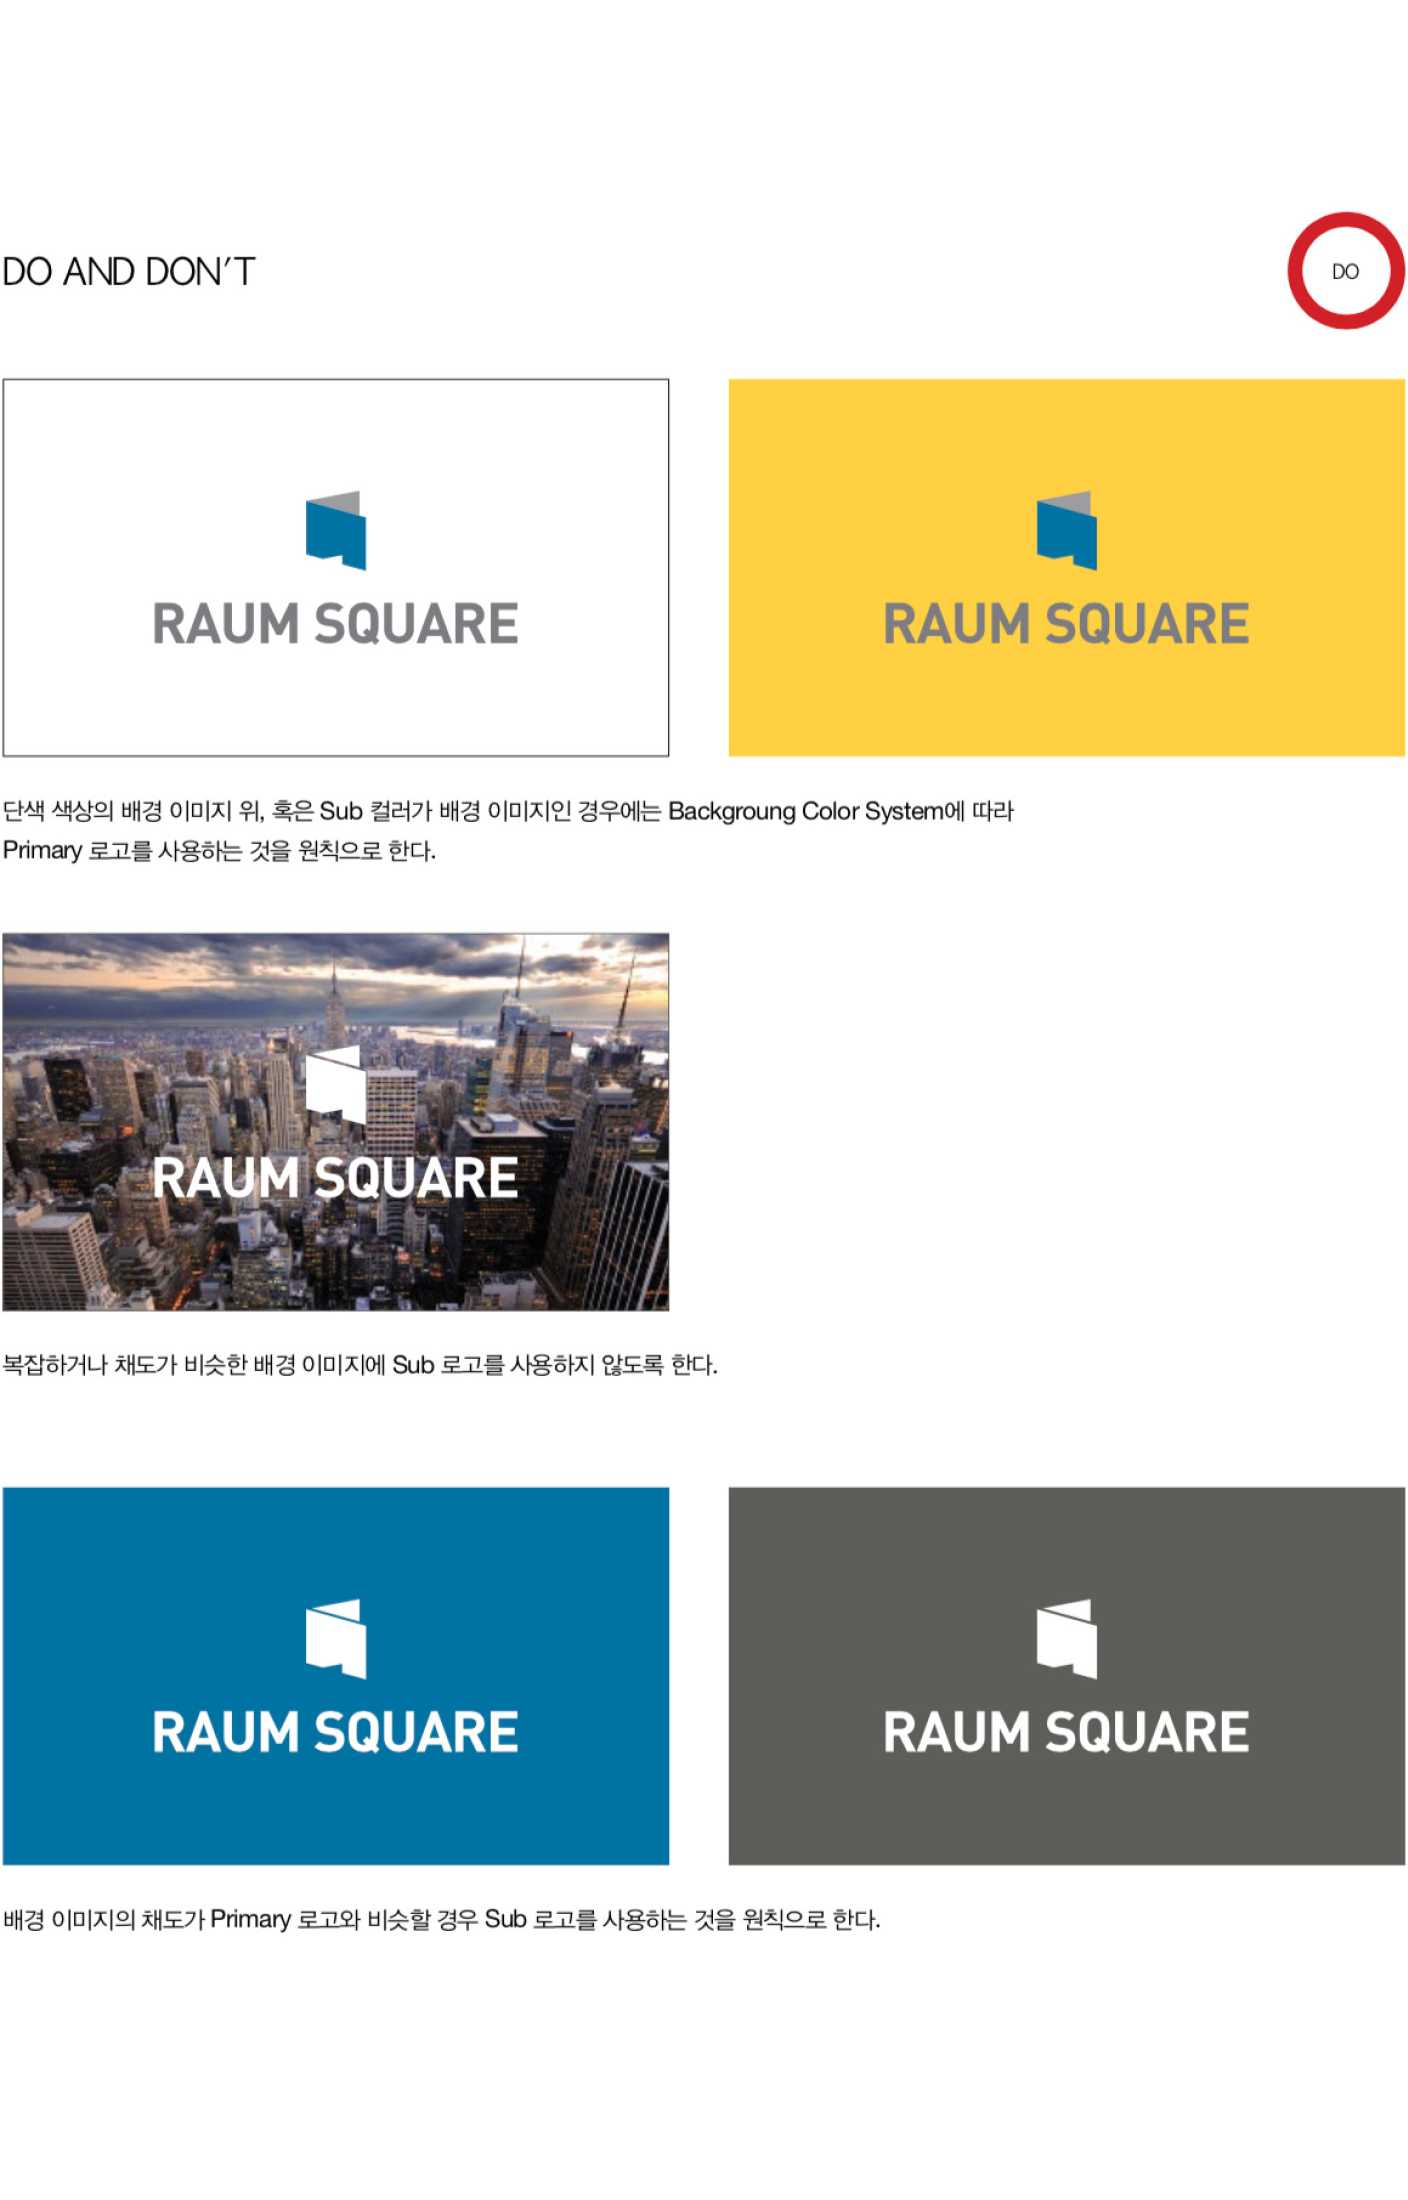 DO AND DON'T
DO
RAUM SQUARE
RAUM SQUARE
단색 색상의 배경 이미지 위, 혹은 Sub 컬러가 배경 이미지인 경우에는 Backgroung Color System에 따라
Primary 로고를 사용하는 것을 원칙으로 한다.
RAUM SQUARE
복잡하거나 채도가 비슷한 배경 이미지에 Sub 로고를 사용하지 않도록 한다.
RAUM SQUARE
RAUM SQUARE
배경 이미지의 채도가 Primary 로고와 비슷할 경우 Sub 로고를 사용하는 것을 원칙으로 한다.